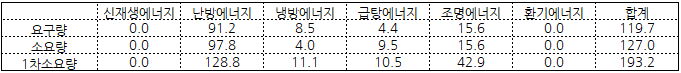 신재생에너지 난방에너지 냉방에너지 급탕에너지 조명에너지 환기에너지 합계
요구량 0.0 91.2 8.5 4.4 15.6 0.0 119.7
소요량 0.0 97.8 4.0 9.5 15.6 0.0 127.0
1차소요량 0.0 128.8 11.1 10.5 42.9 0.0 193.2